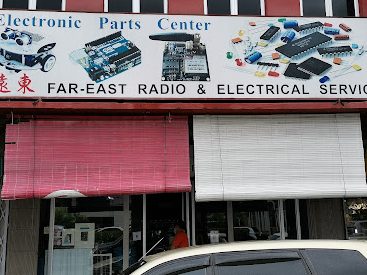 Electronic Parts Center
遠東 FAR-EAST RADIO & ELECTRICAL SERVIC